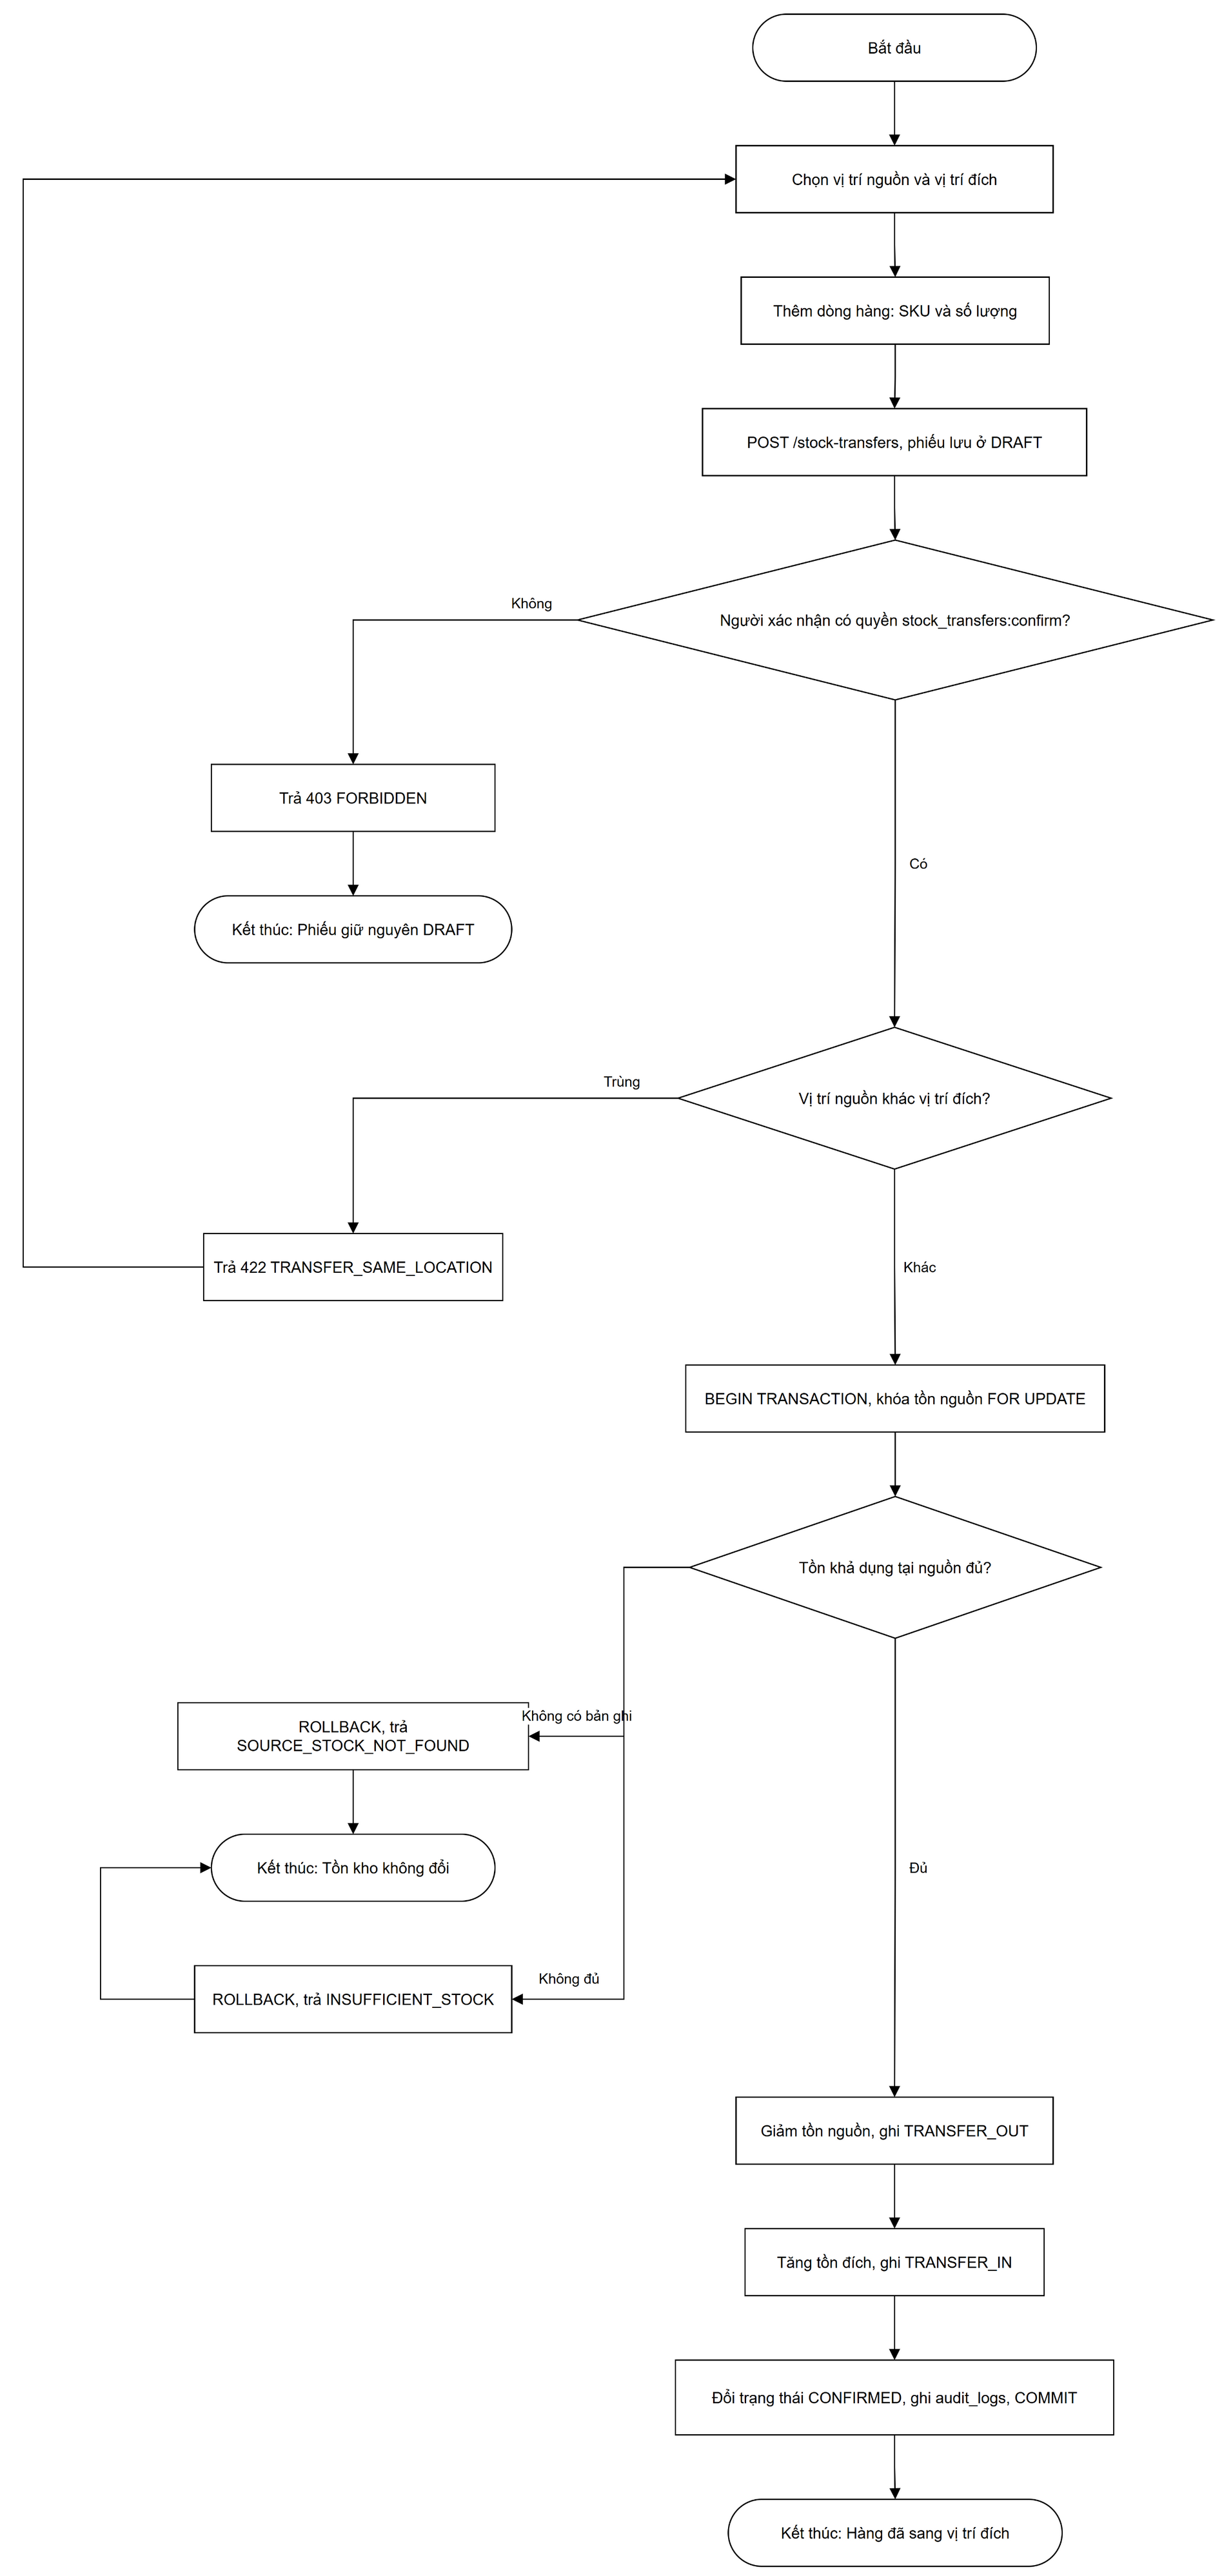 Bắt đầu
Chọn vị trí nguồn và vị trí đích
Thêm dòng hàng: SKU và số lượng
POST /stock-transfers, phiếu lưu ở DRAFT
Người xác nhận có quyền stock_transfers:confirm?
Không
Trả 403 FORBIDDEN
Có
Kết thúc: Phiếu giữ nguyên DRAFT
Vị trí nguồn khác vị trí đích?
Trùng
Trả 422 TRANSFER_SAME_LOCATION
Khác
BEGIN TRANSACTION, khóa tồn nguồn FOR UPDATE
Tồn khả dụng tại nguồn đủ?
Không có bản ghi
ROLLBACK, trả
SOURCE_STOCK_NOT_FOUND
Kết thúc: Tồn kho không đổi
Đủ
Không đủ
ROLLBACK, trả INSUFFICIENT_STOCK
Giảm tồn nguồn, ghi TRANSFER_OUT
Tăng tồn đích, ghi TRANSFER_IN
Đổi trạng thái CONFIRMED, ghi audit_logs, COMMIT
Kết thúc: Hàng đã sang vị trí đích